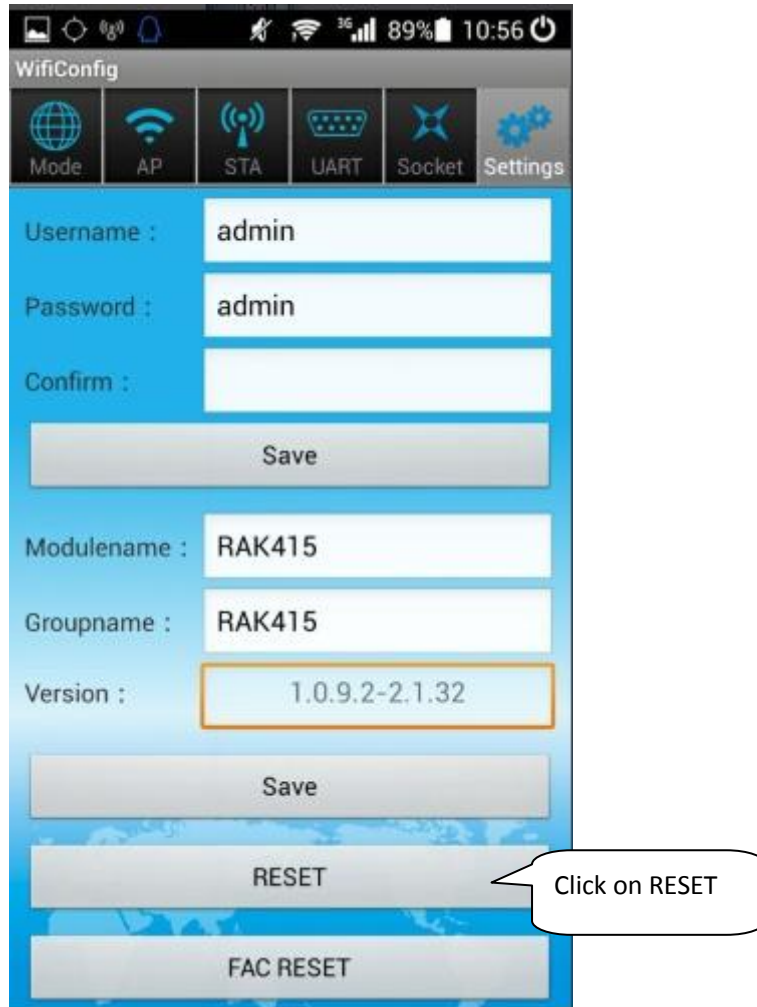 3G 89% 10:56
WifiConfig
Mode AP STA UART Socket Settings
Username : admin
Password : admin
Confirm :
Save
Modulename : RAK415
Groupname : RAK415
Version : 1.0.9.2-2.1.32
Save
RESET
Click on RESET
FAC RESET